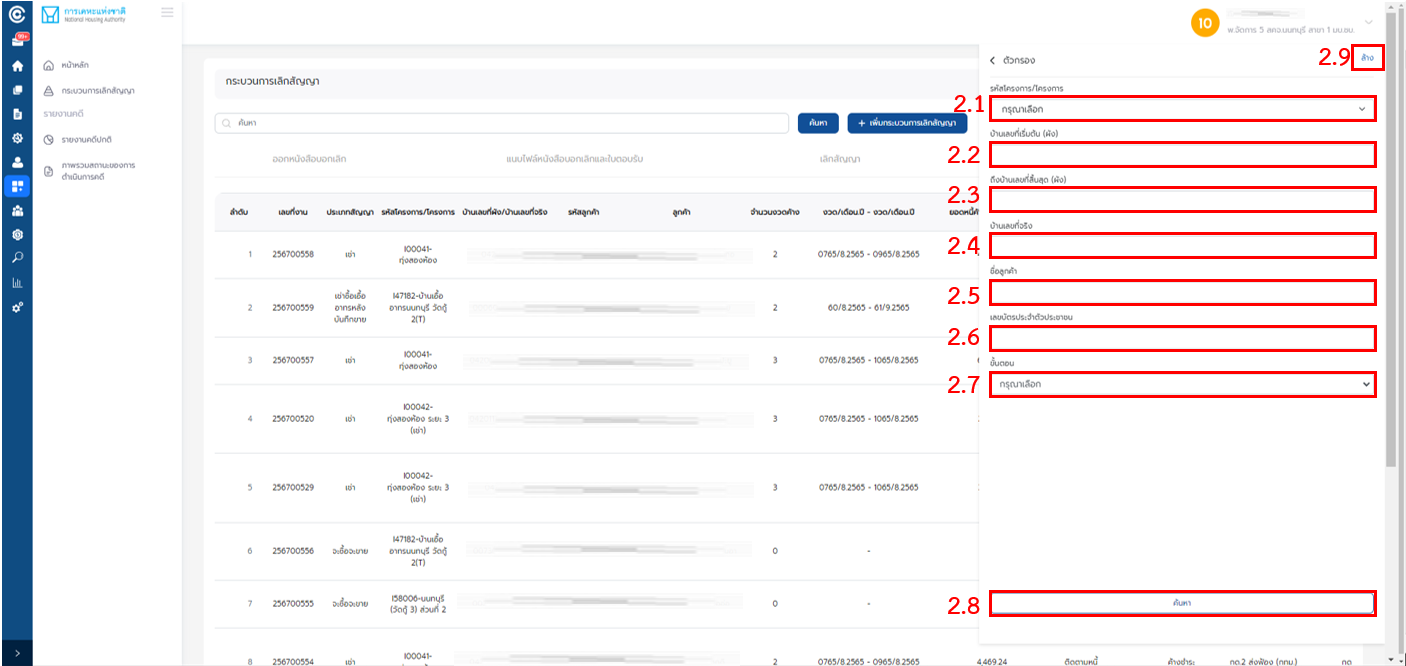 การเคหะแห่งชาติ
National Housing Authority
99+
หน้าหลัก
กระบวนการเลิกสัญญา
รายงานคดี
รายงานคดีปกติ
ภาพรวมสถานะของการ
ดำเนินการคดี
10
พ.จัดการ 5 สคจ.นนทบุรี สาขา 1 มบ.ชม.
กระบวนการเลิกสัญญา
ค้นหา
ค้นหา
+ เพิ่มกระบวนการเลิกสัญญา
ออกหนังสือบอกเลิก
แนบไฟล์หนังสือบอกเลิกและใบตอบรับ
เลิกสัญญา
ลำดับ เลขที่งาน ประเภทสัญญา รหัสโครงการ/โครงการ บ้านเลขที่ผัง/บ้านเลขที่จริง รหัสลูกค้า ลูกค้า จำนวนงวดค้าง งวด/เดือน.ปี - งวด/เดือน.ปี
1 256700558 เช่า I00041-ทุ่งสองห้อง 2 0765/8.2565 - 0965/8.2565
2 256700559 เช่าซื้อเอื้ออาทรหลังบันทึกขาย I47182-บ้านเอื้ออาทรนนทบุรี วัดกู้ 2(T) 2 60/8.2565 - 61/9.2565
3 256700557 เช่า I00041-ทุ่งสองห้อง 3 0765/8.2565 - 1065/8.2565
4 256700520 เช่า I00042-ทุ่งสองห้อง ระยะ 3 (เช่า) 3 0765/8.2565 - 1065/8.2565
5 256700529 เช่า I00042-ทุ่งสองห้อง ระยะ 3 (เช่า) 3 0765/8.2565 - 1065/8.2565
6 256700556 จะซื้อจะขาย I47182-บ้านเอื้ออาทรนนทบุรี วัดกู้ 2(T) 0 -
7 256700555 จะซื้อจะขาย I58006-นนทบุรี (วัดกู้ 3) ส่วนที่ 2 0 -
8 256700554 เช่า I00041- 2 0765/8.2565 - 0965/8.2565 4,469.24 ติดตามหนี้ ค้างชำระ กด.2 ส่งฟ้อง (กทม.) กด
ตัวกรอง
2.9 ล้าง
รหัสโครงการ/โครงการ
2.1 กรุณาเลือก
บ้านเลขที่เริ่มต้น (ผัง)
2.2
ถึงบ้านเลขที่สิ้นสุด (ผัง)
2.3
บ้านเลขที่จริง
2.4
ชื่อลูกค้า
2.5
เลขบัตรประจำตัวประชาชน
2.6
ขั้นตอน
2.7 กรุณาเลือก
2.8 ค้นหา